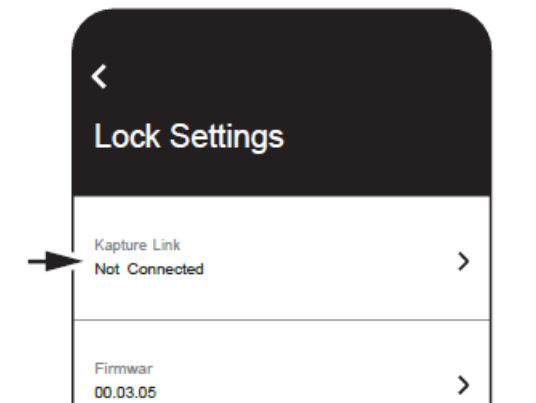 Lock Settings
Kapture Link
Not Connected
Firmwar
00.03.05